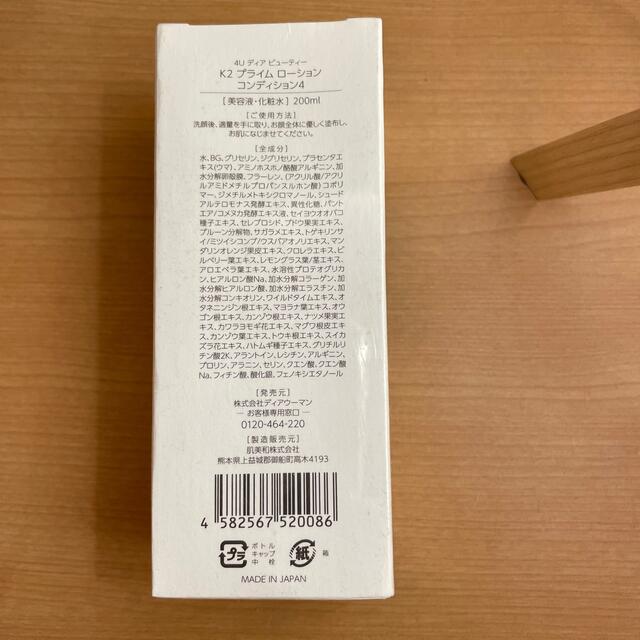 4U ディア ビューティー
K2 プライム ローション
コンディション4
[ 美容液・化粧水 ] 200ml
[ ご使用方法 ]
洗顔後、適量を手に取り、お顔全体に優しく塗布し、
お肌になじませてください。
[ 全成分 ]
水、BG、グリセリン、ジグリセリン、プラセンタエ
キス(ウマ)、アミノホスホノ酪酸アルギニン、加
水分解卵殻膜、フラーレン、(アクリル酸/アクリ
ルアミドメチルプロパンスルホン酸)コポリ
マー、ジメチルメトキシクロマノール、シュード
アルテロモナス発酵エキス、異性化糖、パント
エア/コメヌカ発酵エキス液、セイヨウオオバコ
種子エキス、セレブロシド、ブドウ果実エキス、
プルーン分解物、サガラメエキス、トゲキリンサ
イ/ミツイシコンブ/ウスバアオノリエキス、マン
ダリンオレンジ果皮エキス、クロレラエキス、ビ
ルベリー葉エキス、レモングラス葉/茎エキス、
アロエベラ葉エキス、水溶性プロテオグリカ
ン、ヒアルロン酸Na、加水分解コラーゲン、加
水分解ヒアルロン酸、加水分解エラスチン、加
水分解コンキオリン、ワイルドタイムエキス、オ
タネニンジン根エキス、マヨラナ葉エキス、オウ
ゴン根エキス、カンゾウ根エキス、ナツメ果実エ
キス、カワラヨモギ花エキス、マグワ根皮エキ
ス、カンゾウ葉エキス、トウキ根エキス、スイカ
ズラ花エキス、ハトムギ種子エキス、グリチルリ
チン酸2K、アラントイン、レシチン、アルギニン、
プロリン、アラニン、セリン、クエン酸、クエン酸
Na、フィチン酸、酸化銀、フェノキシエタノール
[ 発売元 ]
株式会社ディアウーマン
― お客様専用窓口 ―
0120-464-220
[ 製造販売元 ]
肌美和株式会社
熊本県上益城郡御船町高木4193
4 582567 520086
プラ
ボトル
キャップ
中 栓
紙
箱
MADE IN JAPAN